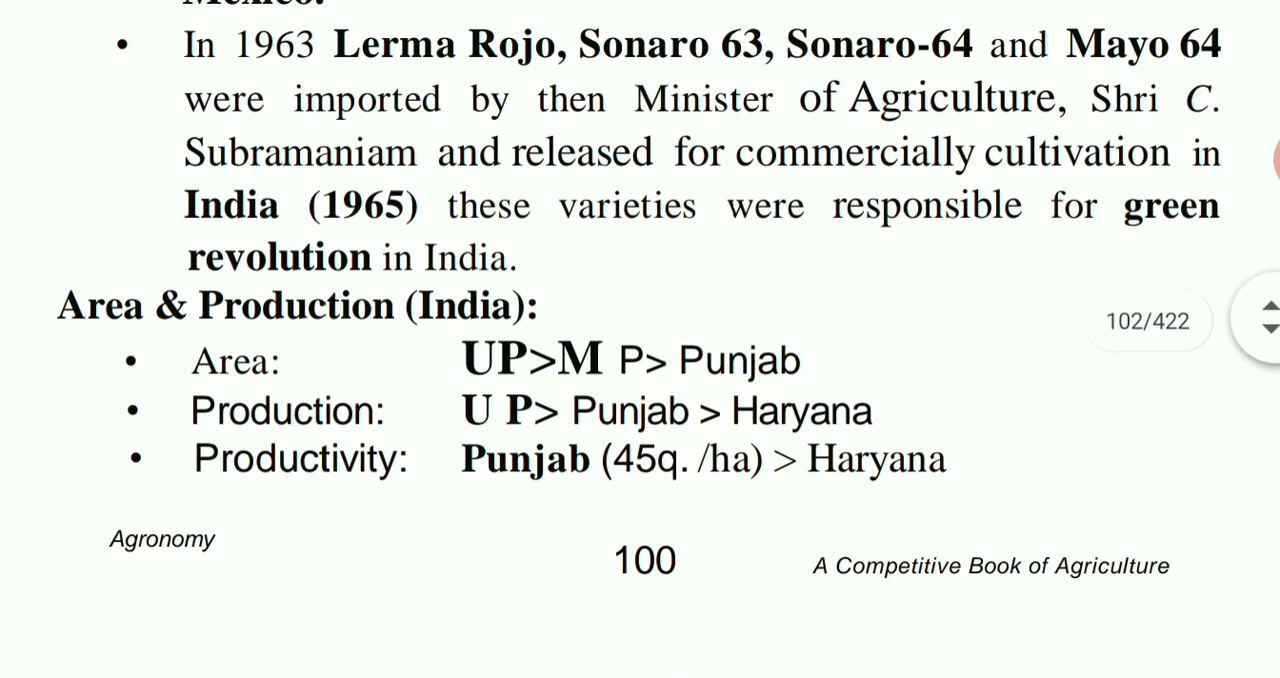 Mexico.
• In 1963 Lerma Rojo, Sonaro 63, Sonaro-64 and Mayo 64
were imported by then Minister of Agriculture, Shri C.
Subramaniam and released for commercially cultivation in
India (1965) these varieties were responsible for green
revolution in India.
Area & Production (India):
102/422
• Area: UP>M P> Punjab
• Production: U P> Punjab > Haryana
• Productivity: Punjab (45q. /ha) > Haryana
Agronomy
100
A Competitive Book of Agriculture